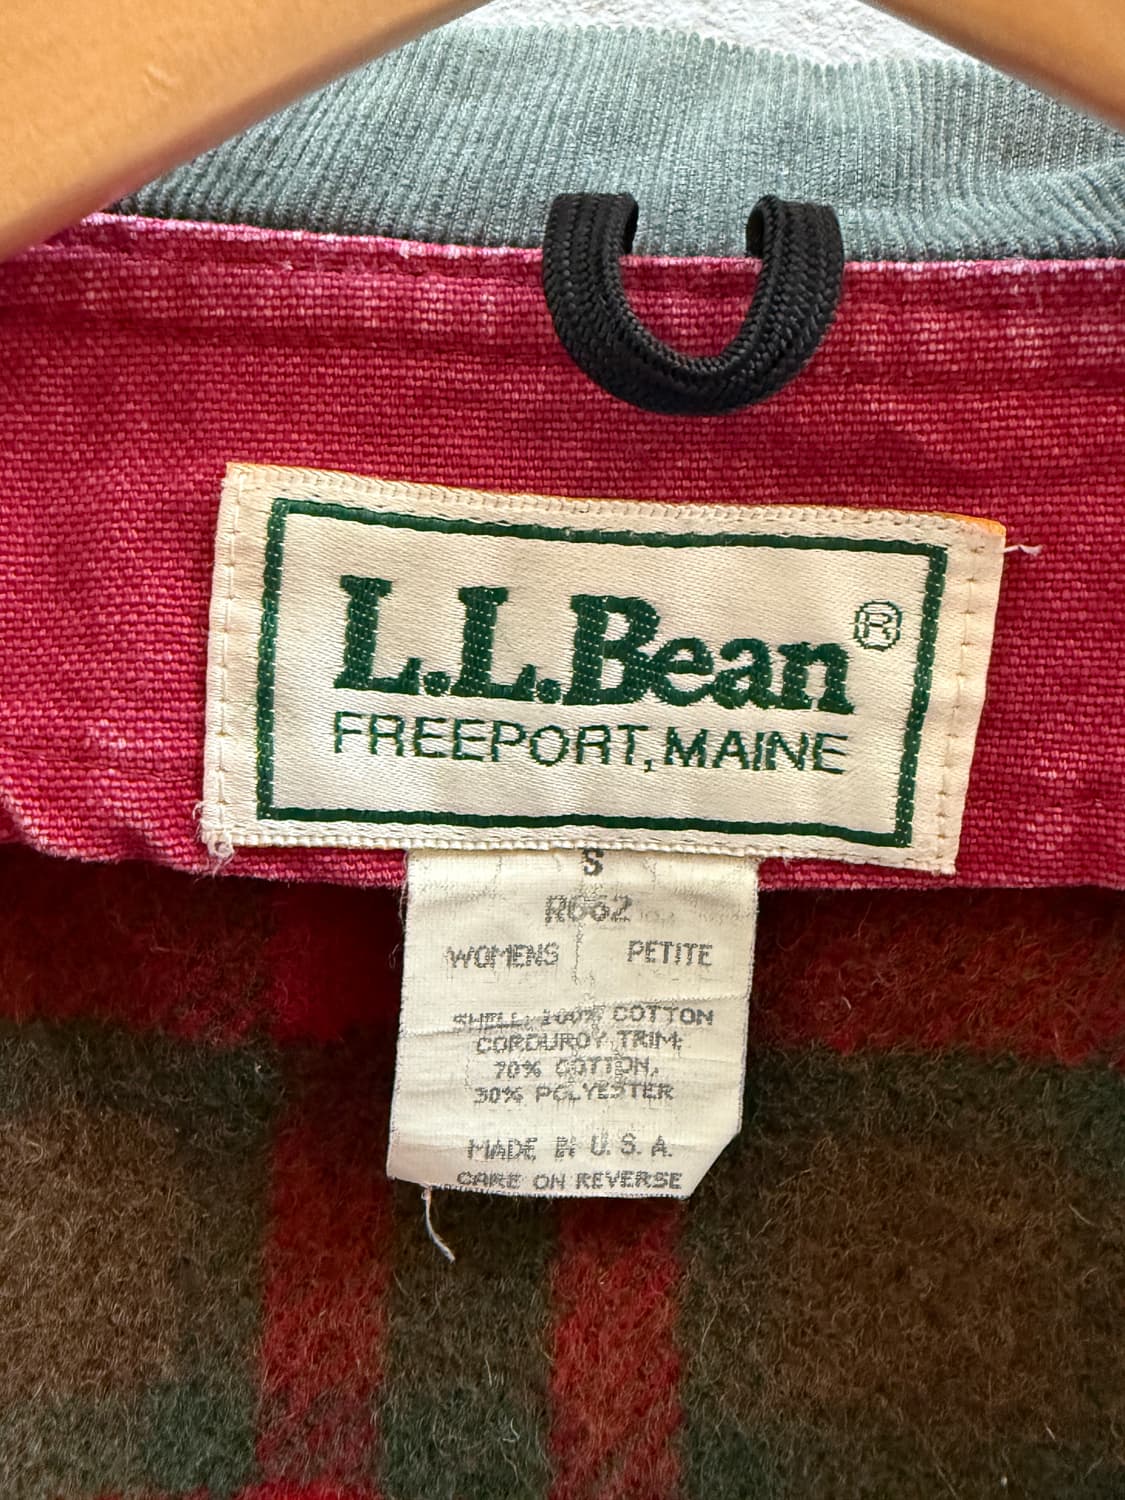 L.L.Bean®
FREEPORT, MAINE
S
R662
WOMENS PETITE
SHELL: 100% COTTON
CORDUROY TRIM:
70% COTTON,
30% POLYESTER
MADE IN U.S.A.
CARE ON REVERSE